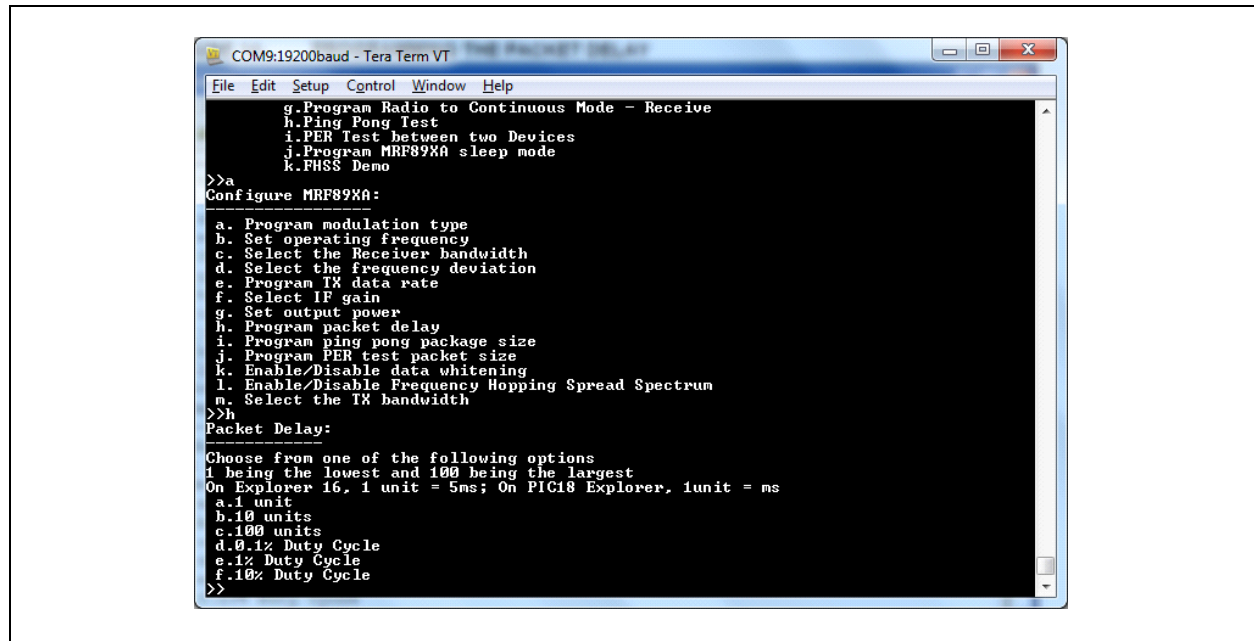 COM9:19200baud - Tera Term VT
File Edit Setup Control Window Help
g.Program Radio to Continuous Mode - Receive
h.Ping Pong Test
i.PER Test between two Devices
j.Program MRF89XA sleep mode
k.FHSS Demo
>>a
Configure MRF89XA:
------------------
a. Program modulation type
b. Set operating frequency
c. Select the Receiver bandwidth
d. Select the frequency deviation
e. Program TX data rate
f. Select IF gain
g. Set output power
h. Program packet delay
i. Program ping pong package size
j. Program PER test packet size
k. Enable/Disable data whitening
l. Enable/Disable Frequency Hopping Spread Spectrum
m. Select the TX bandwidth
>>h
Packet Delay:
-------------
Choose from one of the following options
1 being the lowest and 100 being the largest
On Explorer 16, 1 unit = 5ms; On PIC18 Explorer, 1unit = ms
a.1 unit
b.10 units
c.100 units
d.0.1% Duty Cycle
e.1% Duty Cycle
f.10% Duty Cycle
>>